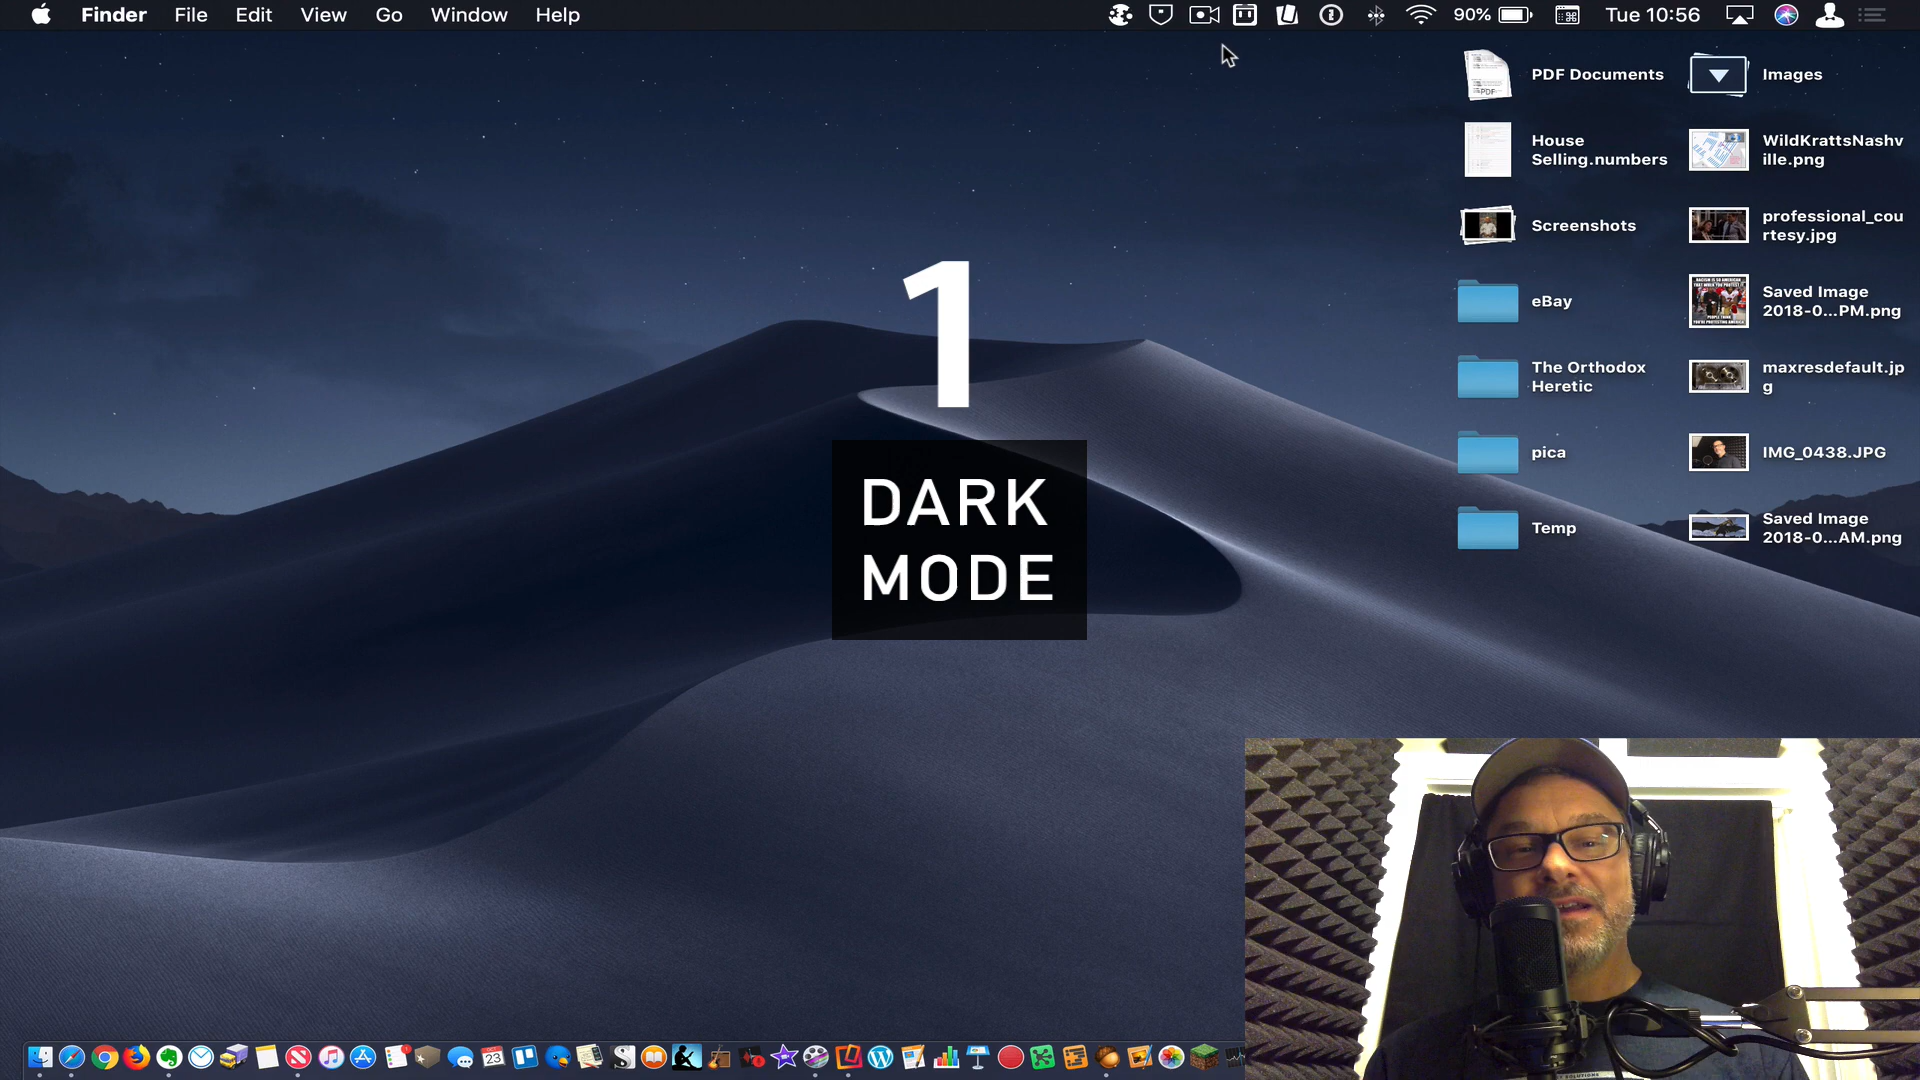 Finder File Edit View Go Window Help 90% Tue 10:56
PDF Documents
Images
House
Selling.numbers
WildKrattsNashv
ille.png
Screenshots
professional_cou
rtesy.jpg
eBay
Saved Image
2018-0...PM.png
The Orthodox
Heretic
maxresdefault.jp
g
pica
IMG_0438.JPG
Temp
Saved Image
2018-0...AM.png
PDF
1
DARK
MODE
23